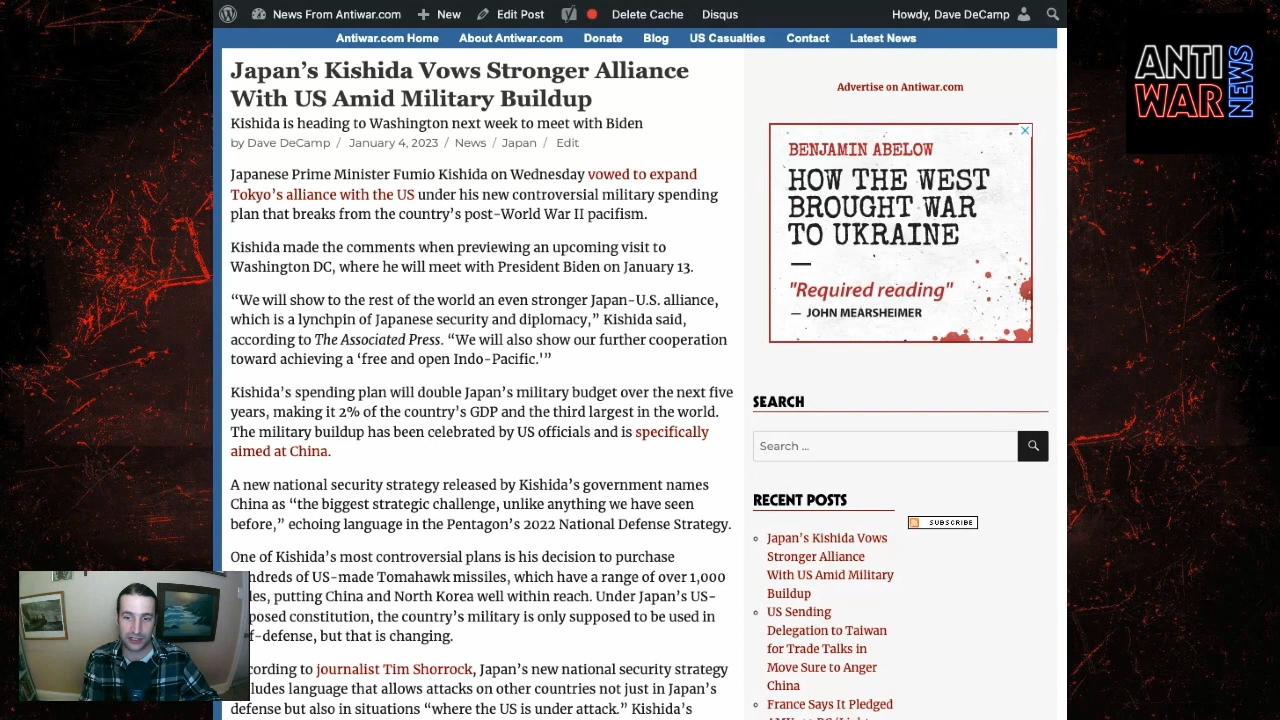 News From Antiwar.com
New
Edit Post
Delete Cache
Disqus
Howdy, Dave DeCamp
Antiwar.com Home
About Antiwar.com
Donate
Blog
US Casualties
Contact
Latest News
Japan’s Kishida Vows Stronger Alliance
With US Amid Military Buildup
Kishida is heading to Washington next week to meet with Biden
by Dave DeCamp / January 4, 2023 / News / Japan / Edit
Japanese Prime Minister Fumio Kishida on Wednesday vowed to expand
Tokyo’s alliance with the US under his new controversial military spending
plan that breaks from the country’s post-World War II pacifism.
Kishida made the comments when previewing an upcoming visit to
Washington DC, where he will meet with President Biden on January 13.
“We will show to the rest of the world an even stronger Japan-U.S. alliance,
which is a lynchpin of Japanese security and diplomacy,” Kishida said,
according to The Associated Press. “We will also show our further cooperation
toward achieving a ‘free and open Indo-Pacific.'”
Kishida’s spending plan will double Japan’s military budget over the next five
years, making it 2% of the country’s GDP and the third largest in the world.
The military buildup has been celebrated by US officials and is specifically
aimed at China.
A new national security strategy released by Kishida’s government names
China as “the biggest strategic challenge, unlike anything we have seen
before,” echoing language in the Pentagon’s 2022 National Defense Strategy.
One of Kishida’s most controversial plans is his decision to purchase
ndreds of US-made Tomahawk missiles, which have a range of over 1,000
les, putting China and North Korea well within reach. Under Japan’s US-
posed constitution, the country’s military is only supposed to be used in
f-defense, but that is changing.
cording to journalist Tim Shorrock, Japan’s new national security strategy
ludes language that allows attacks on other countries not just in Japan’s
defense but also in situations “where the US is under attack.” Kishida’s
Advertise on Antiwar.com
BENJAMIN ABELOW
HOW THE WEST
BROUGHT WAR
TO UKRAINE
"Required reading"
— JOHN MEARSHEIMER
SEARCH
Search ...
RECENT POSTS
SUBSCRIBE
Japan’s Kishida Vows
Stronger Alliance
With US Amid Military
Buildup
US Sending
Delegation to Taiwan
for Trade Talks in
Move Sure to Anger
China
France Says It Pledged
ANTI
WAR
NEWS